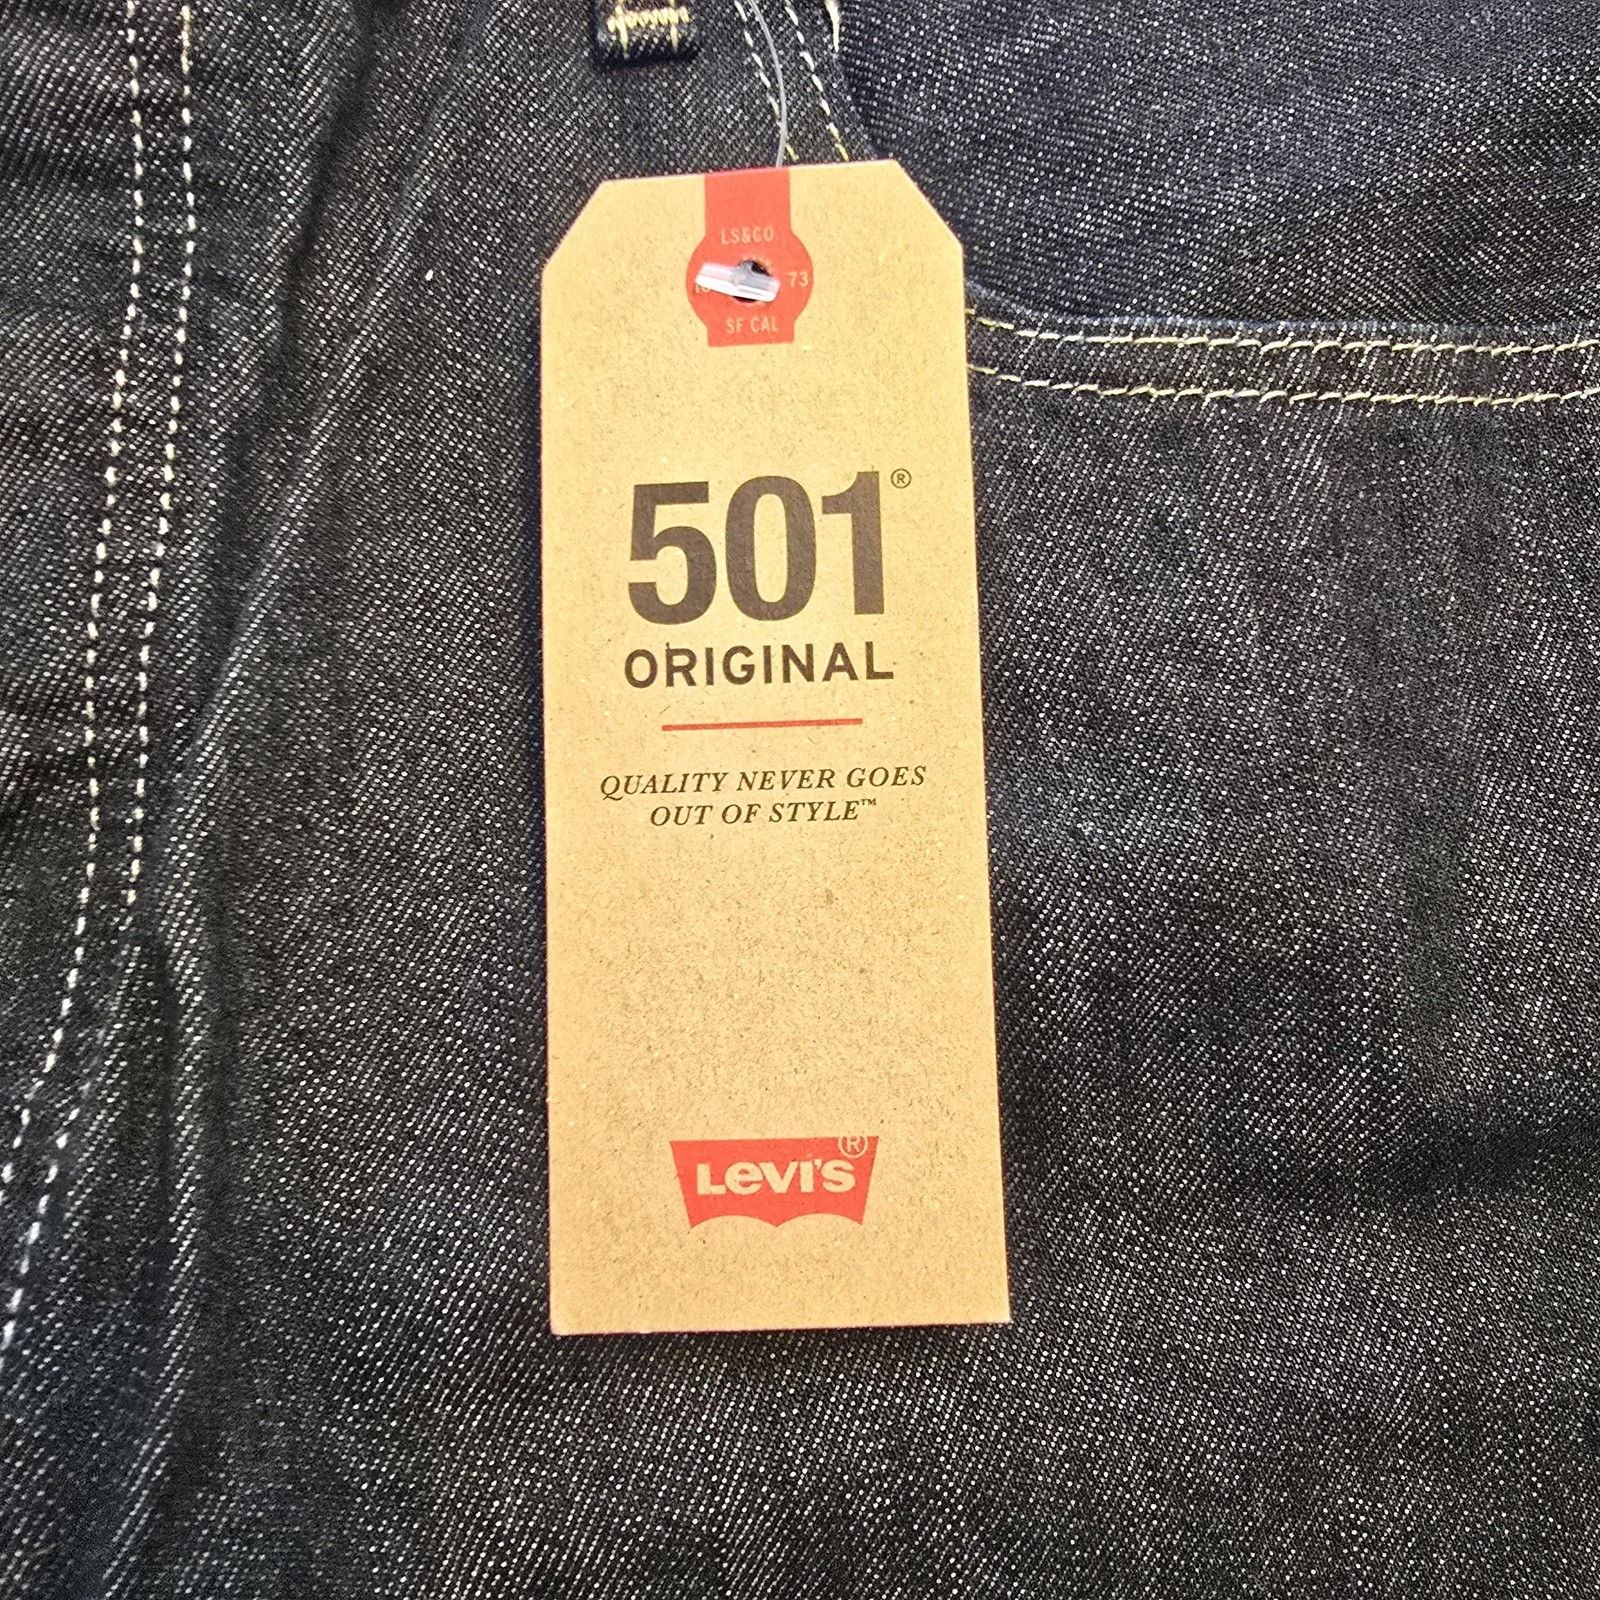 LS&CO
73
SF CAL
501®
ORIGINAL
QUALITY NEVER GOES
OUT OF STYLE™
LEVI'S®